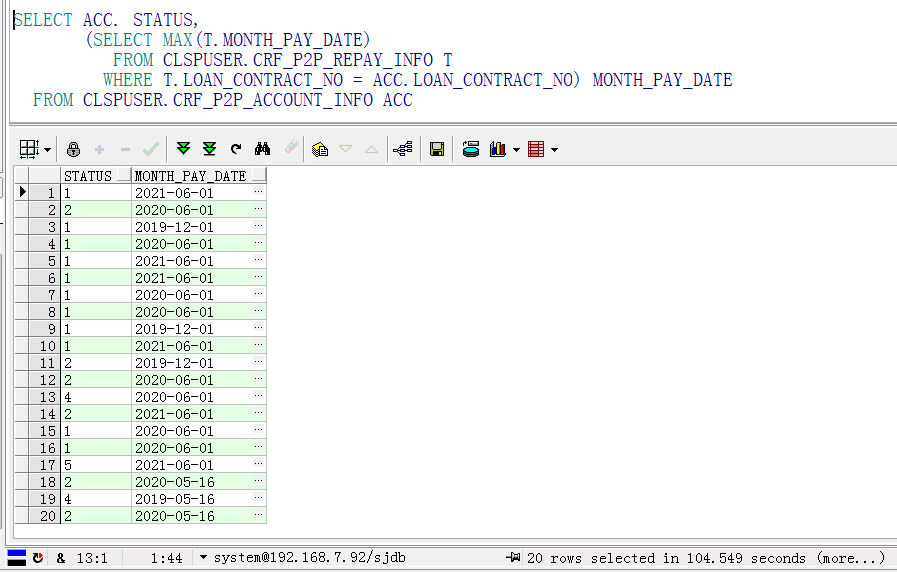 SELECT ACC. STATUS,
(SELECT MAX(T.MONTH_PAY_DATE)
FROM CLSPUSER.CRF_P2P_REPAY_INFO T
WHERE T.LOAN_CONTRACT_NO = ACC.LOAN_CONTRACT_NO) MONTH_PAY_DATE
FROM CLSPUSER.CRF_P2P_ACCOUNT_INFO ACC
STATUS MONTH_PAY_DATE
1 1 2021-06-01 ...
2 2 2020-06-01 ...
3 1 2019-12-01 ...
4 1 2020-06-01 ...
5 1 2021-06-01 ...
6 1 2021-06-01 ...
7 1 2020-06-01 ...
8 1 2020-06-01 ...
9 1 2019-12-01 ...
10 1 2021-06-01 ...
11 2 2019-12-01 ...
12 2 2020-06-01 ...
13 4 2020-06-01 ...
14 2 2021-06-01 ...
15 1 2020-06-01 ...
16 1 2020-06-01 ...
17 5 2021-06-01 ...
18 2 2020-05-16 ...
19 4 2019-05-16 ...
20 2 2020-05-16 ...
& 13:1 1:44 system@192.168.7.92/sjdb 20 rows selected in 104.549 seconds (more...)